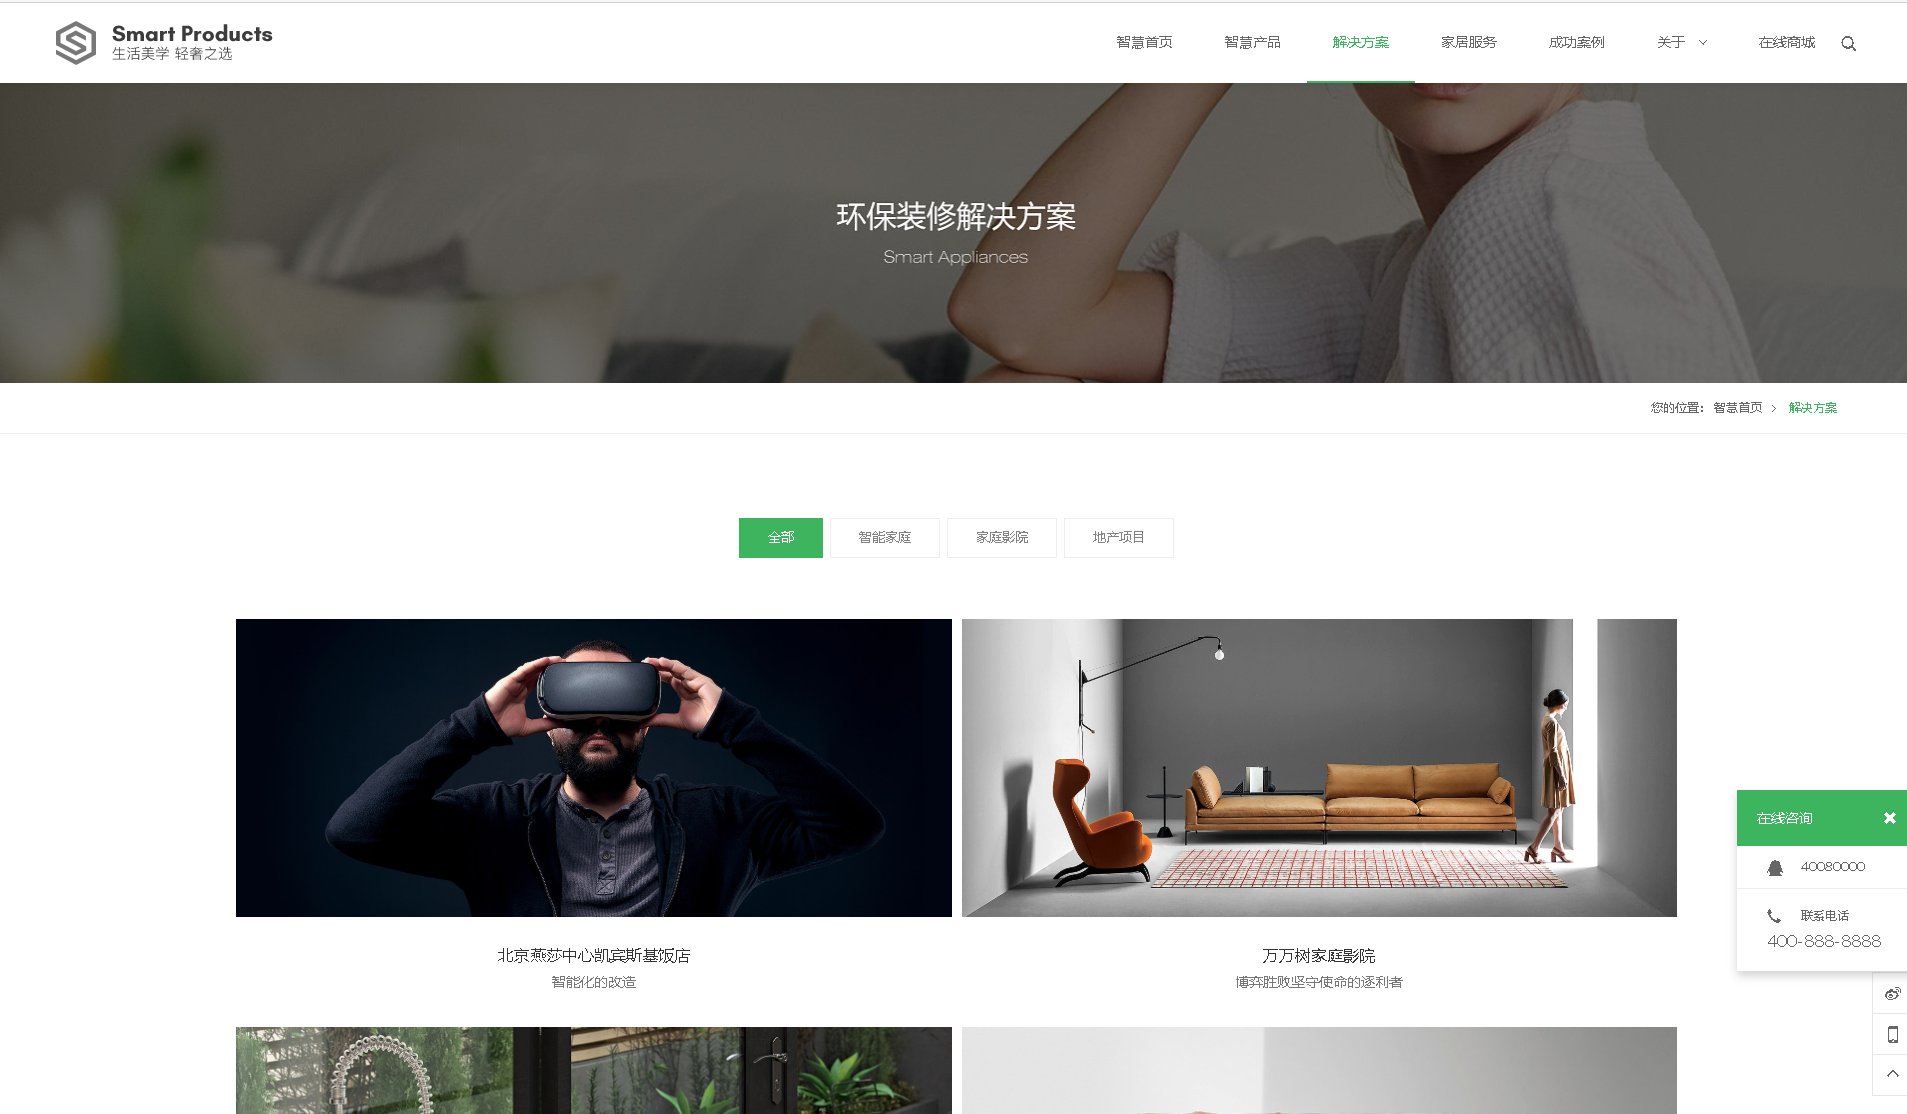 Smart Products
生活美学 轻奢之选
智慧首页
智慧产品
解决方案
家居服务
成功案例
关于
在线商城
环保装修解决方案
Smart Appliances
您的位置： 智慧首页 > 解决方案
全部
智能家庭
家庭影院
地产项目
北京燕莎中心凯宾斯基饭店
智能化的改造
万万树家庭影院
博弈胜败坚守使命的逐利者
在线咨询
40080000
联系电话
400-888-8888